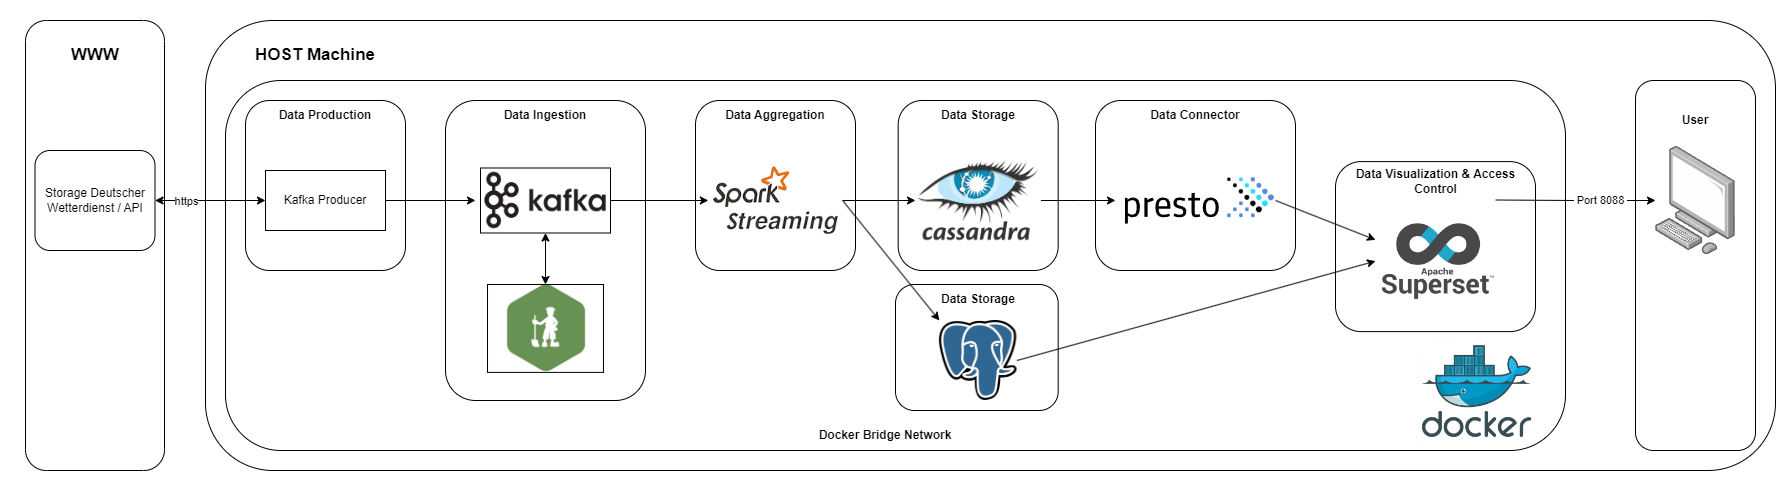 WWW
Storage Deutscher
Wetterdienst / API
https
HOST Machine
Data Production
Kafka Producer
Data Ingestion
kafka
Data Aggregation
Spark
Streaming
Data Storage
cassandra
Data Storage
Data Connector
presto
Data Visualization & Access
Control
Apache
Superset™
docker
Docker Bridge Network
Port 8088
User